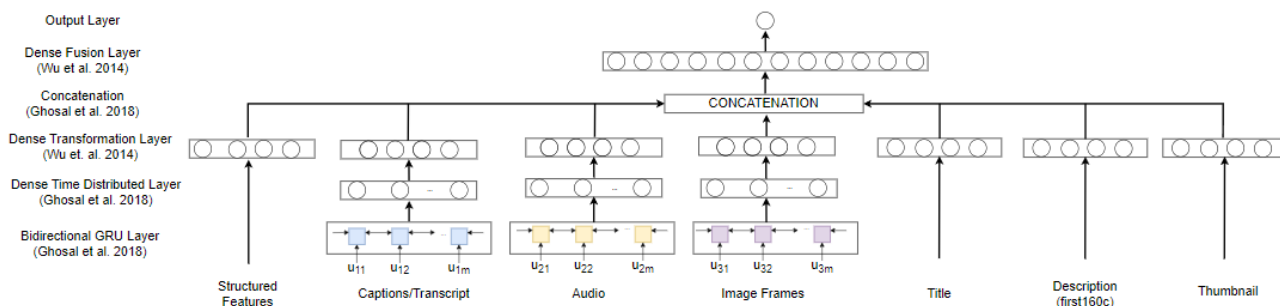 Output Layer
Dense Fusion Layer
(Wu et al. 2014)
Concatenation
(Ghosal et al. 2018)
CONCATENATION
Dense Transformation Layer
(Wu et. al. 2014)
Dense Time Distributed Layer
(Ghosal et al. 2018)
...
...
...
Bidirectional GRU Layer
(Ghosal et al. 2018)
...
...
...
u11 u12 u1m u21 u22 u2m u31 u32 u3m
Structured
Features
Captions/Transcript
Audio
Image Frames
Title
Description
(first160c)
Thumbnail